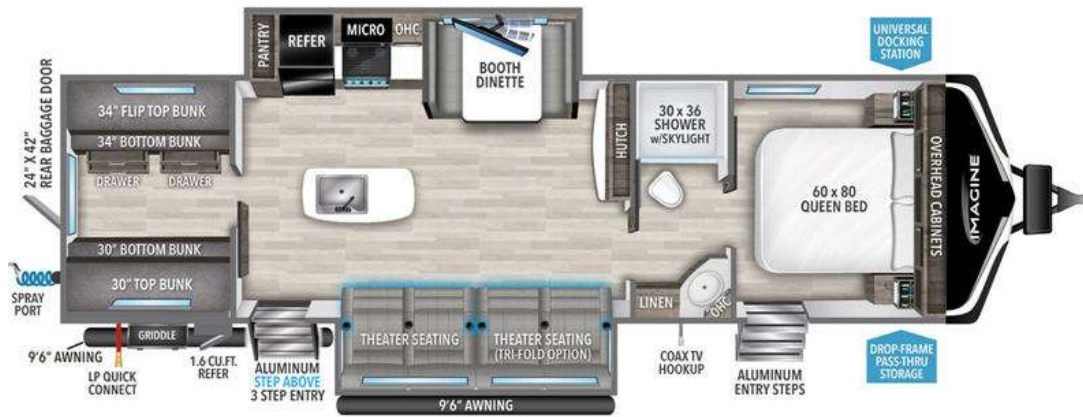 PANTRY
REFER
MICRO
OHC
BOOTH
DINETTE
UNIVERSAL
DOCKING
STATION
24" X 42"
REAR BAGGAGE DOOR
34" FLIP TOP BUNK
34" BOTTOM BUNK
DRAWER
DRAWER
HUTCH
30 x 36
SHOWER
w/SKYLIGHT
60 x 80
QUEEN BED
OVERHEAD CABINETS
IMAGINE
30" BOTTOM BUNK
30" TOP BUNK
SPRAY
PORT
GRIDDLE
9'6" AWNING
LP QUICK
CONNECT
1.6 CU.FT.
REFER
ALUMINUM
STEP ABOVE
3 STEP ENTRY
THEATER SEATING
THEATER SEATING
(TRI-FOLD OPTION)
9'6" AWNING
LINEN
OHC
COAX TV
HOOKUP
ALUMINUM
ENTRY STEPS
DROP-FRAME
PASS-THRU
STORAGE